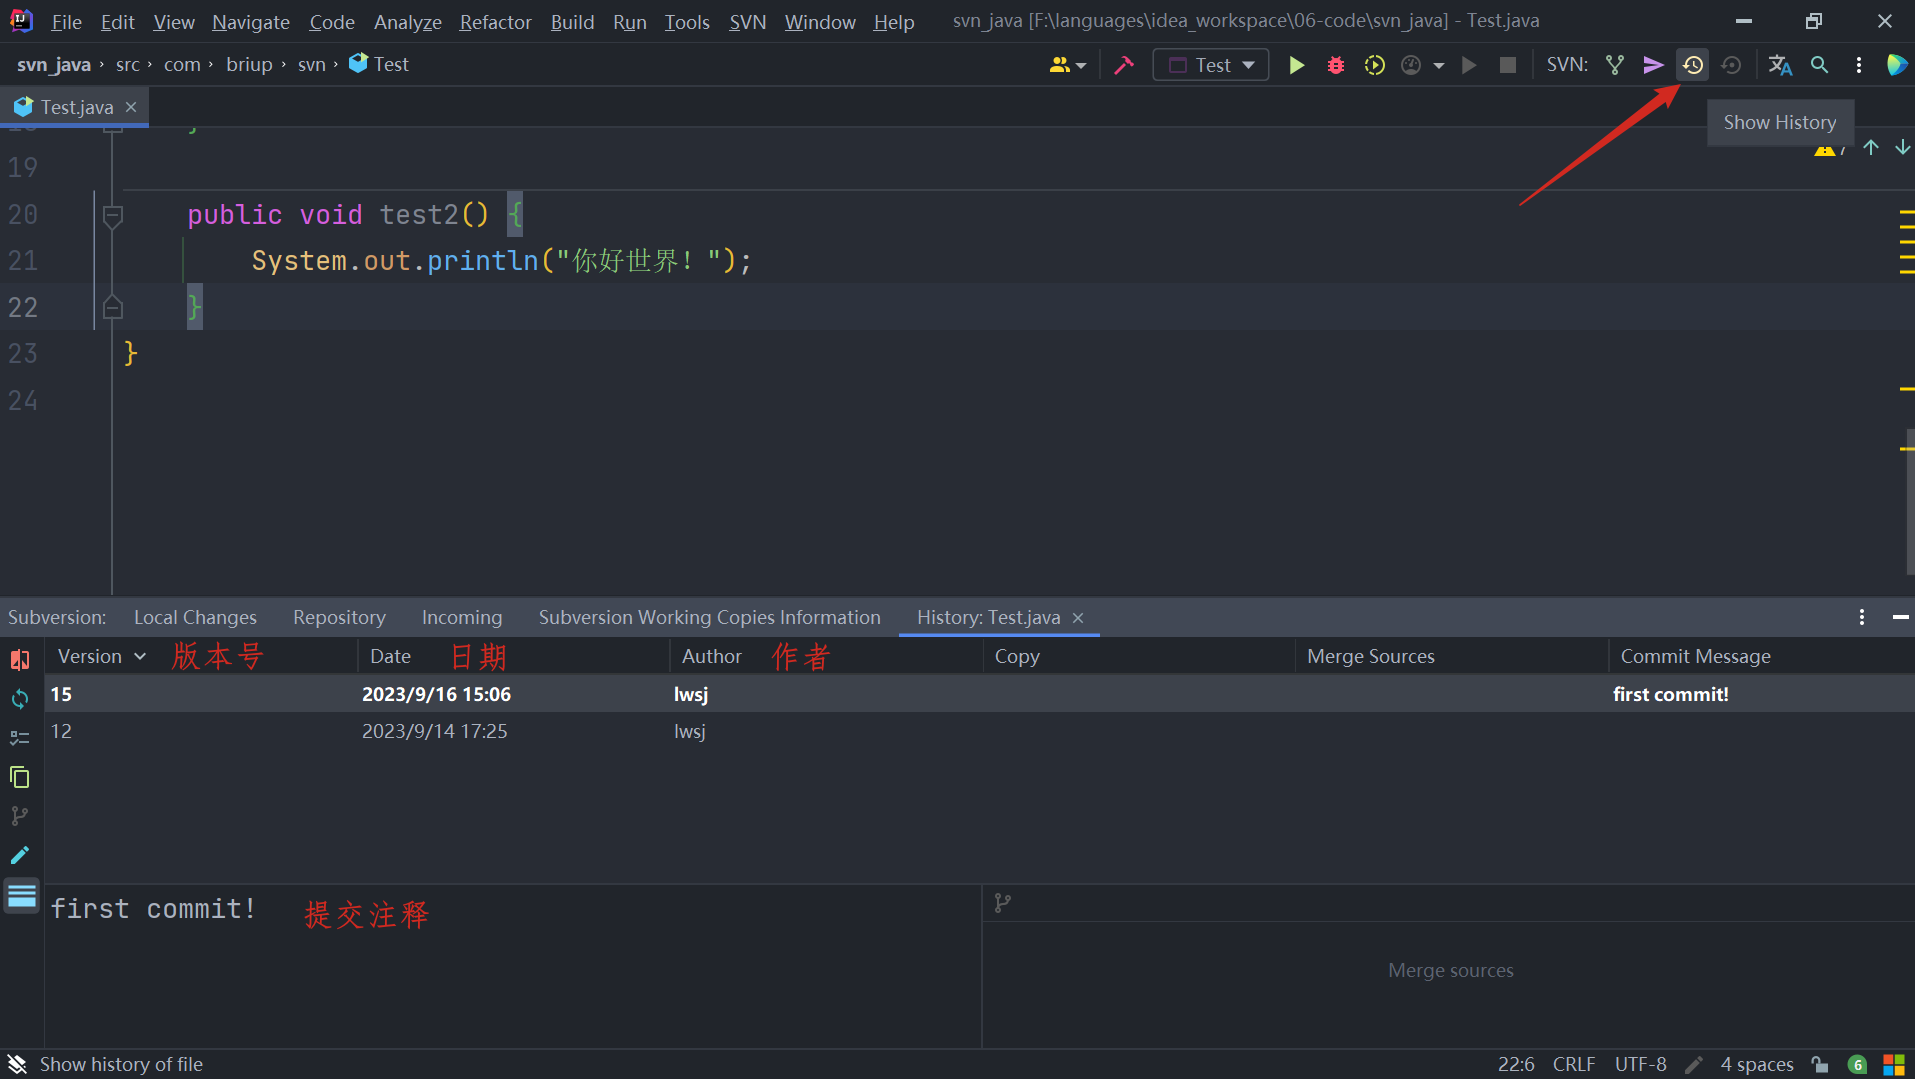 File Edit View Navigate Code Analyze Refactor Build Run Tools SVN Window Help svn_java [F:\languages\idea_workspace\06-code\svn_java] - Test.java
svn_java › src › com › briup › svn › Test
Test
SVN:
Test.java ×
Show History
19
20 public void test2() {
21 System.out.println("你好世界！");
22 }
23 }
24
Subversion: Local Changes Repository Incoming Subversion Working Copies Information History: Test.java ×
Version 版本号 Date 日期 Author 作者 Copy Merge Sources Commit Message
15 2023/9/16 15:06 lwsj first commit!
12 2023/9/14 17:25 lwsj
first commit! 提交注释
Merge sources
Show history of file 22:6 CRLF UTF-8 4 spaces 6